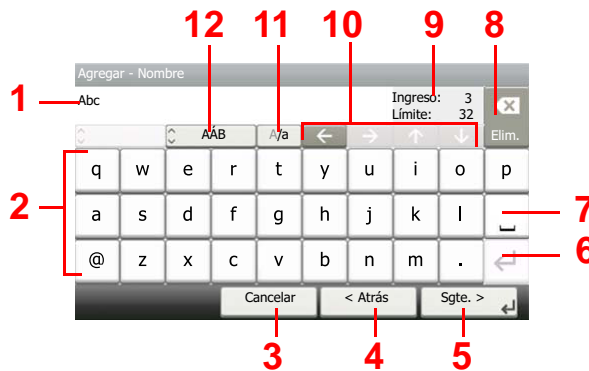 12 11 10 9 8
Agregar - Nombre
1 Abc Ingreso: 3
Límite: 32
AÁB A/a ← → ↑ ↓ Elim.
q w e r t y u i o p
2 7
a s d f g h j k l
6
@ z x c v b n m .
Cancelar < Atrás Sgte. >
3 4 5